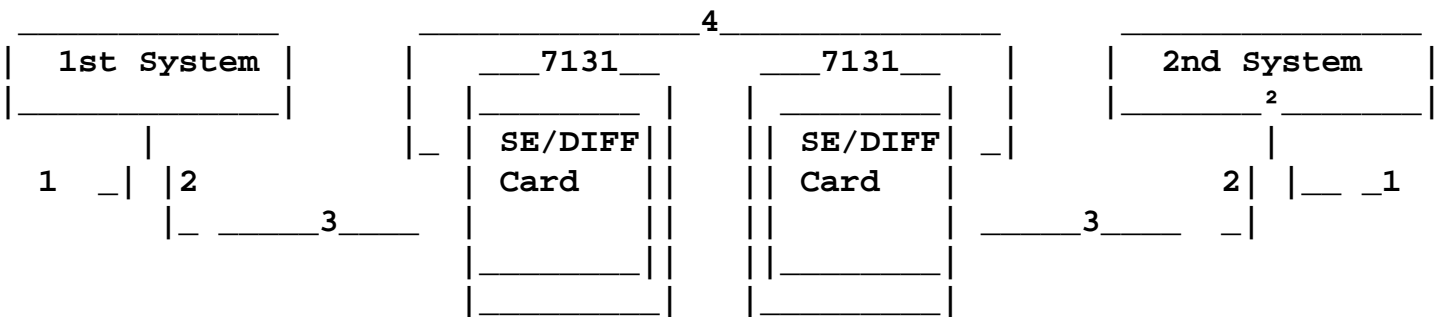 4
1st System 7131 7131 2nd System
2
SE/DIFF SE/DIFF
1 2 Card Card 2 1
3 3